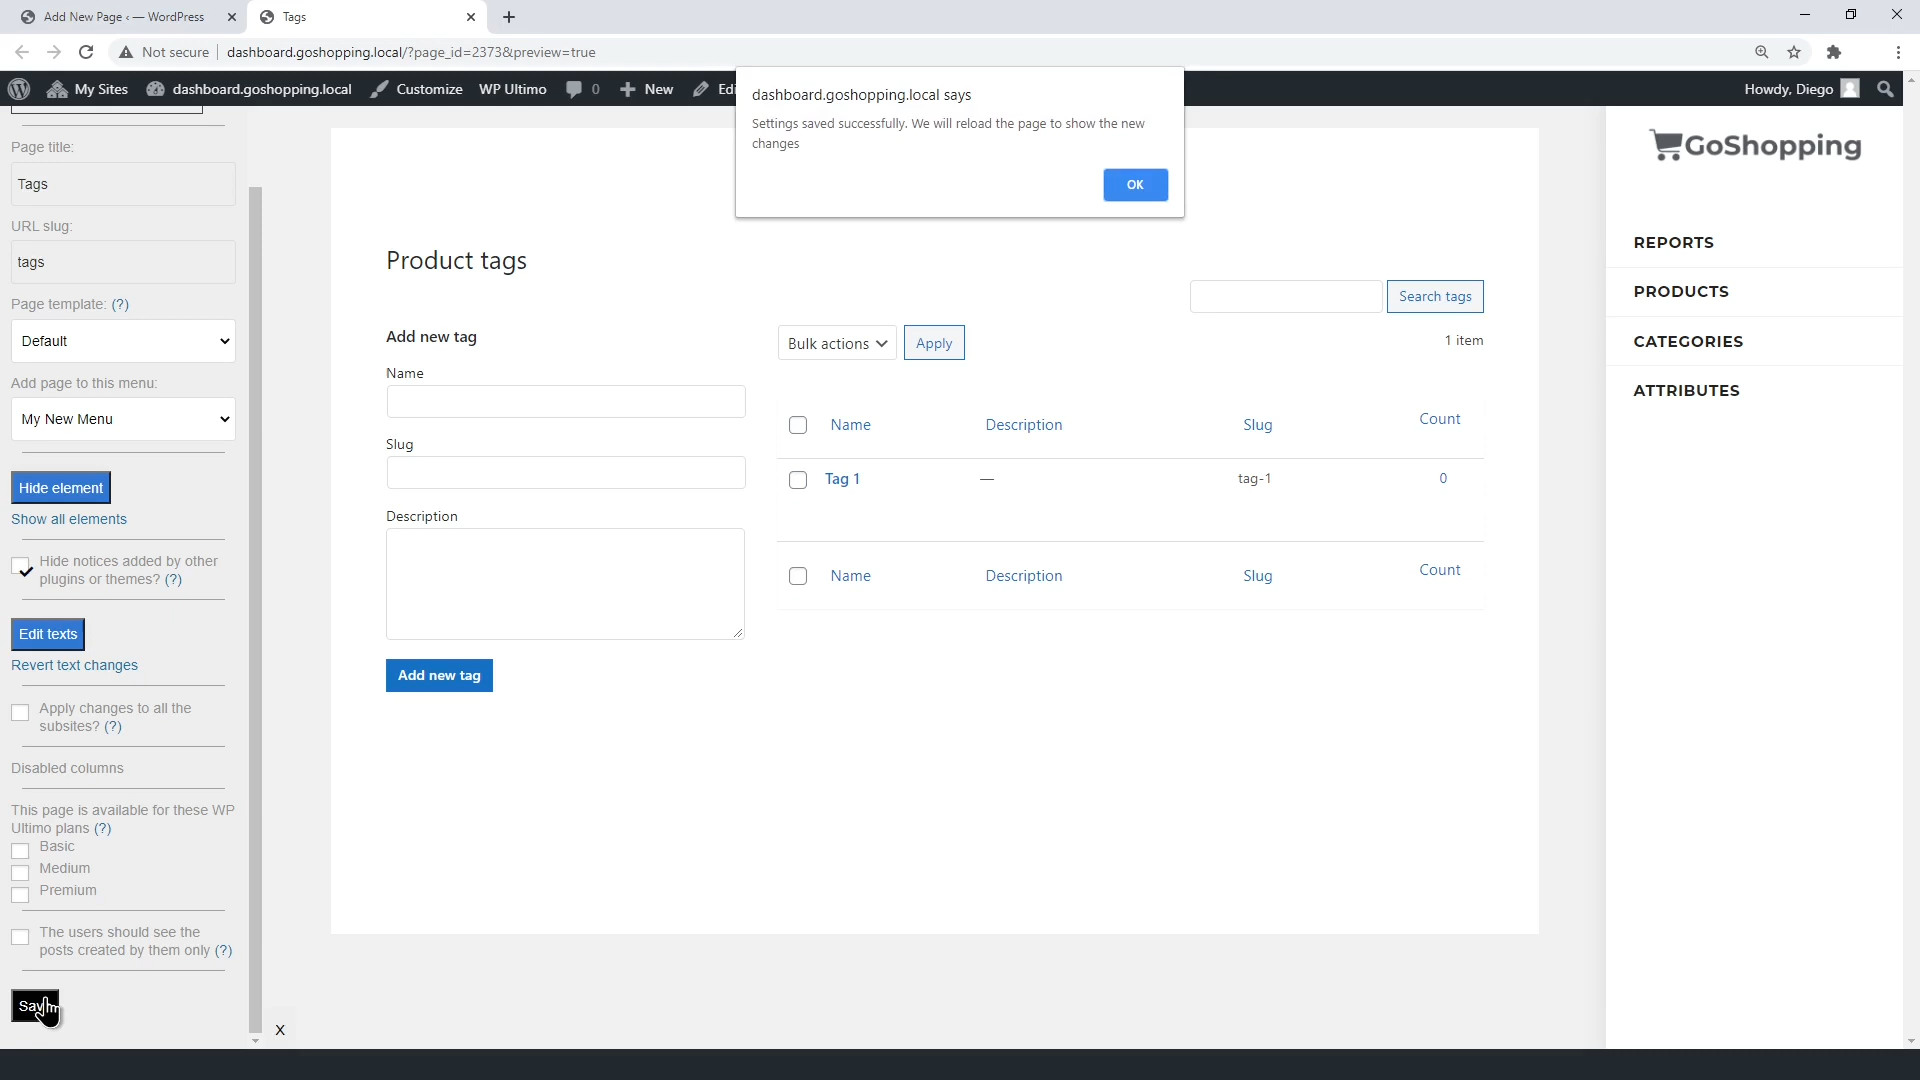 Add New Page ‹ — WordPress
Tags
Not secure
dashboard.goshopping.local/?page_id=2373&preview=true
My Sites
dashboard.goshopping.local
Customize
WP Ultimo
0
New
Edi
Howdy, Diego
dashboard.goshopping.local says
Settings saved successfully. We will reload the page to show the new
changes
OK
Page title:
Tags
URL slug:
tags
Page template: (?)
Default
Add page to this menu:
My New Menu
Hide element
Show all elements
Hide notices added by other
plugins or themes? (?)
Edit texts
Revert text changes
Apply changes to all the
subsites? (?)
Disabled columns
This page is available for these WP
Ultimo plans (?)
Basic
Medium
Premium
The users should see the
posts created by them only (?)
X
Product tags
Search tags
Add new tag
Bulk actions
Apply
1 item
Name
Slug
Description
Add new tag
Name Description Slug Count
Tag 1 — tag-1 0
Name Description Slug Count
GoShopping
REPORTS
PRODUCTS
CATEGORIES
ATTRIBUTES